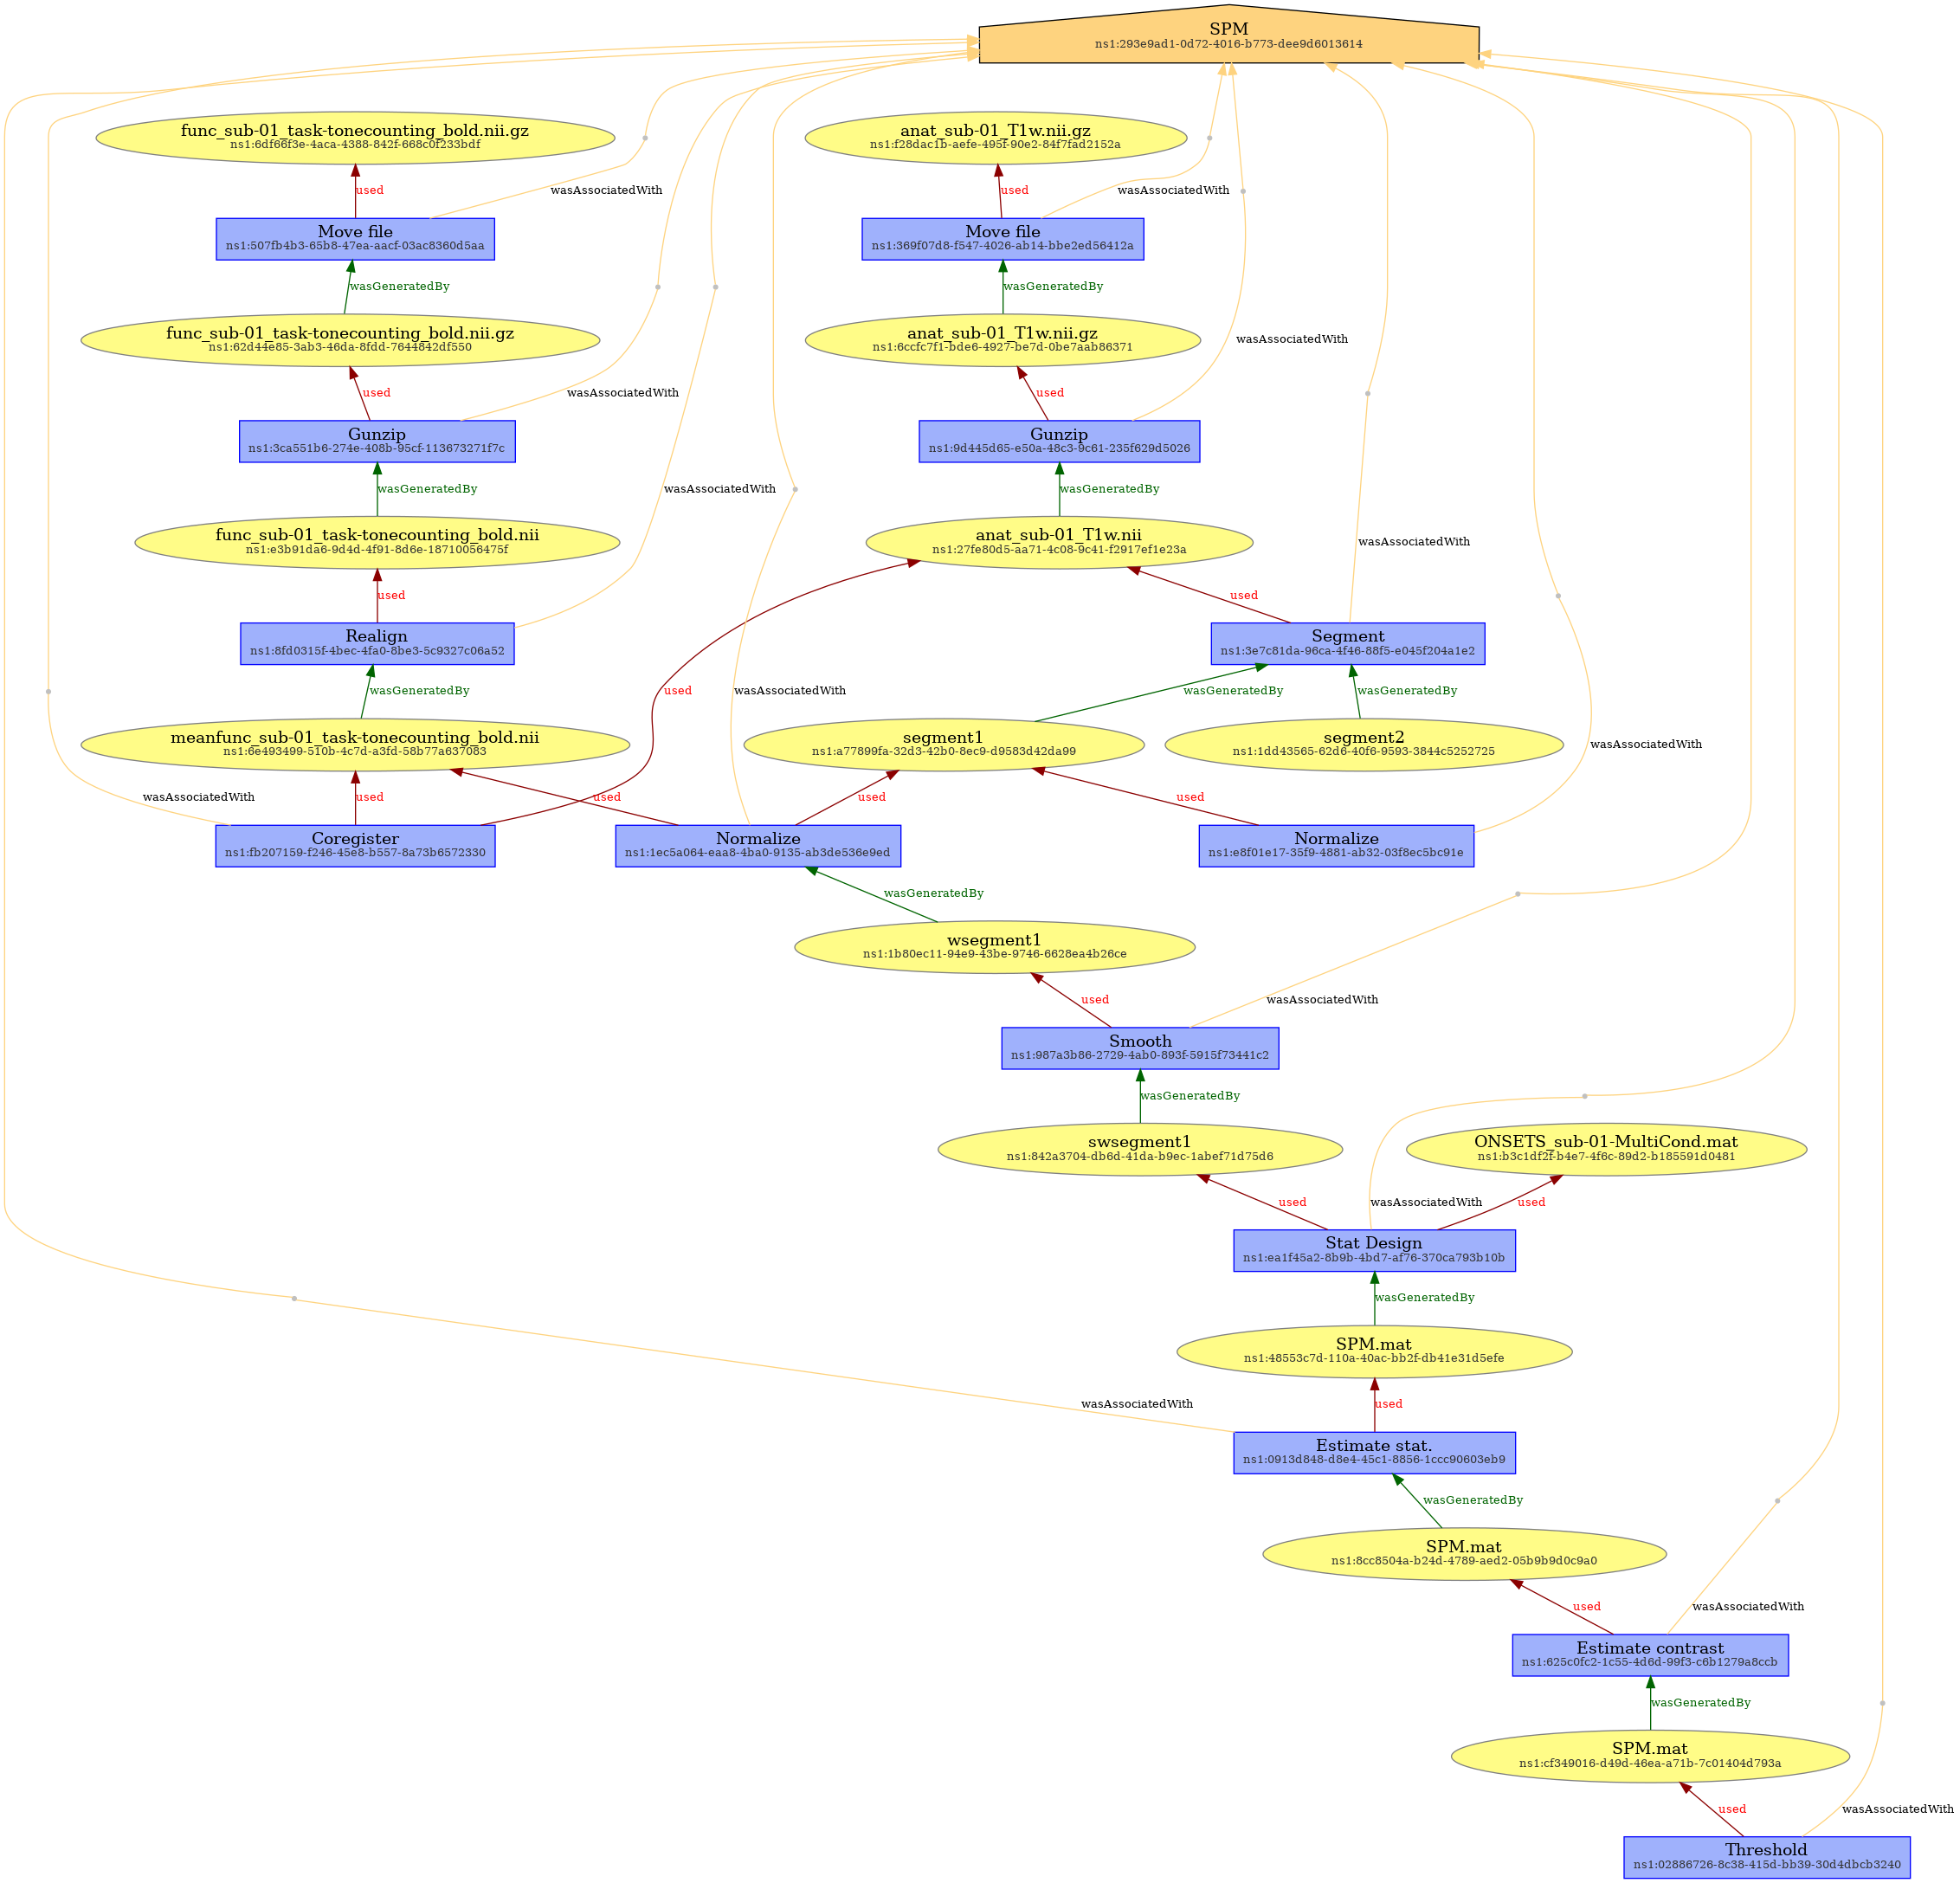 SPM
ns1:293e9ad1-0d72-4016-b773-dee9d6013614
func_sub-01_task-tonecounting_bold.nii.gz
ns1:6df66f3e-4aca-4388-842f-668c0f233bdf
anat_sub-01_T1w.nii.gz
ns1:f28dac1b-aefe-495f-90e2-84f7fad2152a
used
wasAssociatedWith
used
wasAssociatedWith
Move file
ns1:507fb4b3-65b8-47ea-aacf-03ac8360d5aa
Move file
ns1:369f07d8-f547-4026-ab14-bbe2ed56412a
wasGeneratedBy
wasGeneratedBy
func_sub-01_task-tonecounting_bold.nii.gz
ns1:62d44e85-3ab3-46da-8fdd-7644842df550
anat_sub-01_T1w.nii.gz
ns1:6ccfc7f1-bde6-4927-be7d-0be7aab86371
wasAssociatedWith
used
wasAssociatedWith
used
Gunzip
ns1:3ca551b6-274e-408b-95cf-113673271f7c
Gunzip
ns1:9d445d65-e50a-48c3-9c61-235f629d5026
wasGeneratedBy
wasAssociatedWith
wasGeneratedBy
func_sub-01_task-tonecounting_bold.nii
ns1:e3b91da6-9d4d-4f91-8d6e-18710056475f
anat_sub-01_T1w.nii
ns1:27fe80d5-aa71-4c08-9c41-f2917ef1e23a
wasAssociatedWith
used
used
Realign
ns1:8fd0315f-4bec-4fa0-8be3-5c9327c06a52
Segment
ns1:3e7c81da-96ca-4f46-88f5-e045f204a1e2
wasGeneratedBy
used
wasAssociatedWith
wasGeneratedBy
wasGeneratedBy
meanfunc_sub-01_task-tonecounting_bold.nii
ns1:6e493499-510b-4c7d-a3fd-58b77a637083
segment1
ns1:a77899fa-32d3-42b0-8ec9-d9583d42da99
segment2
ns1:1dd43565-62d6-40f6-9593-3844c5252725
wasAssociatedWith
wasAssociatedWith
used
used
used
used
Coregister
ns1:fb207159-f246-45e8-b557-8a73b6572330
Normalize
ns1:1ec5a064-eaa8-4ba0-9135-ab3de536e9ed
Normalize
ns1:e8f01e17-35f9-4881-ab32-03f8ec5bc91e
wasGeneratedBy
wsegment1
ns1:1b80ec11-94e9-43be-9746-6628ea4b26ce
used
wasAssociatedWith
Smooth
ns1:987a3b86-2729-4ab0-893f-5915f73441c2
wasGeneratedBy
swsegment1
ns1:842a3704-db6d-41da-b9ec-1abef71d75d6
ONSETS_sub-01-MultiCond.mat
ns1:b3c1df2f-b4e7-4f6c-89d2-b185591d0481
used
wasAssociatedWith
used
Stat Design
ns1:ea1f45a2-8b9b-4bd7-af76-370ca793b10b
wasGeneratedBy
SPM.mat
ns1:48553c7d-110a-40ac-bb2f-db41e31d5efe
wasAssociatedWith
used
Estimate stat.
ns1:0913d848-d8e4-45c1-8856-1ccc90603eb9
wasGeneratedBy
SPM.mat
ns1:8cc8504a-b24d-4789-aed2-05b9b9d0c9a0
used
wasAssociatedWith
Estimate contrast
ns1:625c0fc2-1c55-4d6d-99f3-c6b1279a8ccb
wasGeneratedBy
SPM.mat
ns1:cf349016-d49d-46ea-a71b-7c01404d793a
used
wasAssociatedWith
Threshold
ns1:02886726-8c38-415d-bb39-30d4dbcb3240